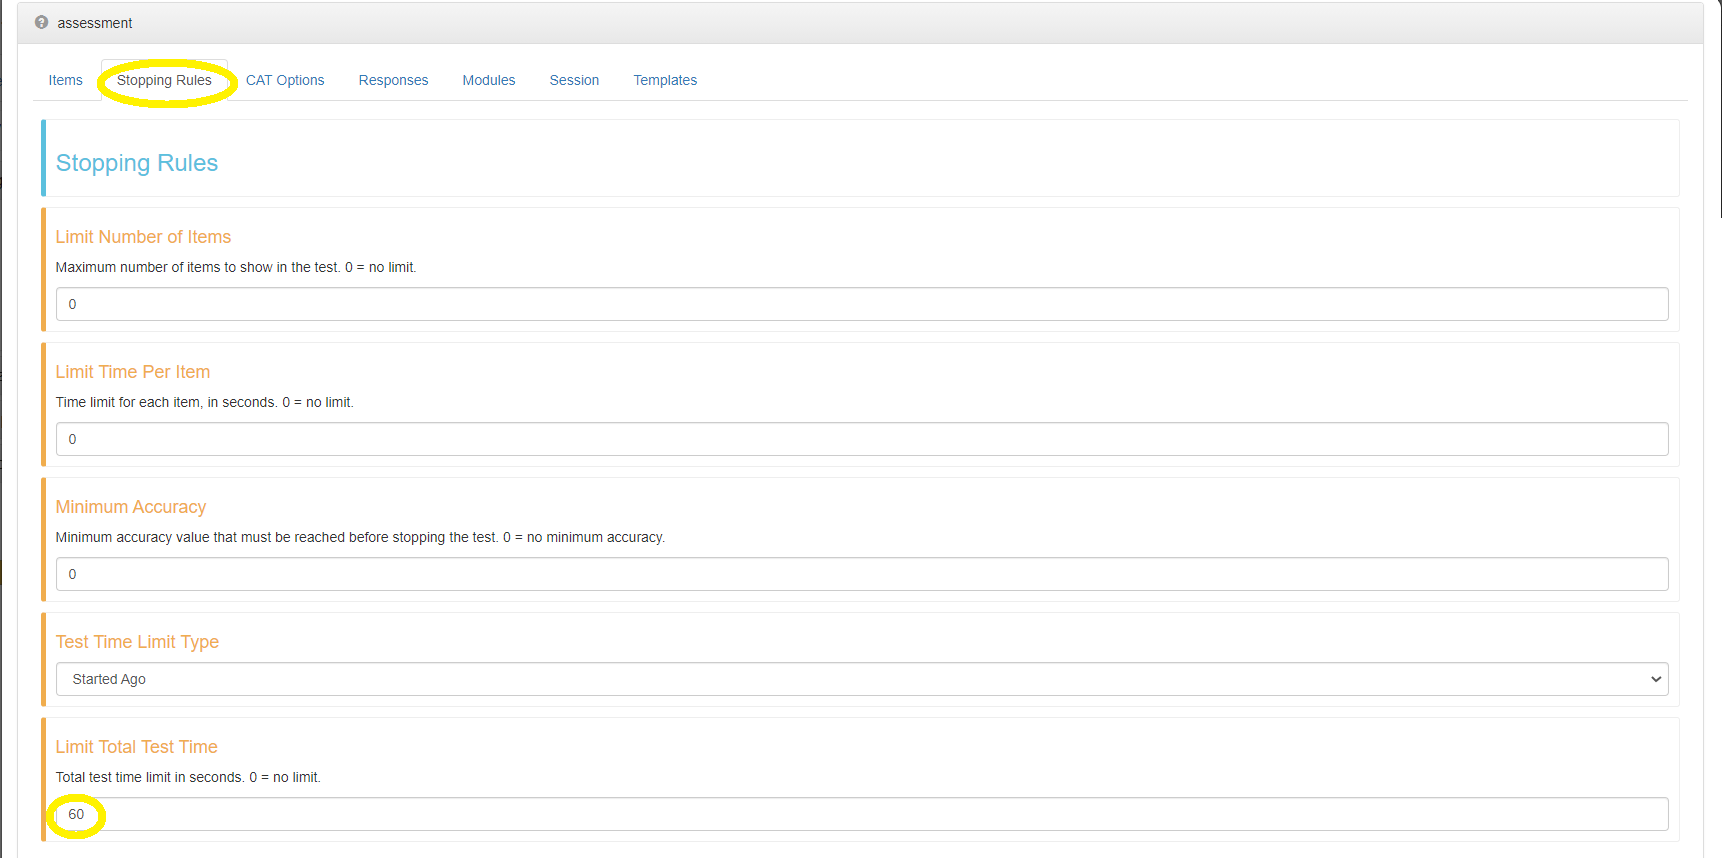 assessment
Items Stopping Rules CAT Options Responses Modules Session Templates
Stopping Rules
Limit Number of Items
Maximum number of items to show in the test. 0 = no limit.
0
Limit Time Per Item
Time limit for each item, in seconds. 0 = no limit.
0
Minimum Accuracy
Minimum accuracy value that must be reached before stopping the test. 0 = no minimum accuracy.
0
Test Time Limit Type
Started Ago
Limit Total Test Time
Total test time limit in seconds. 0 = no limit.
60